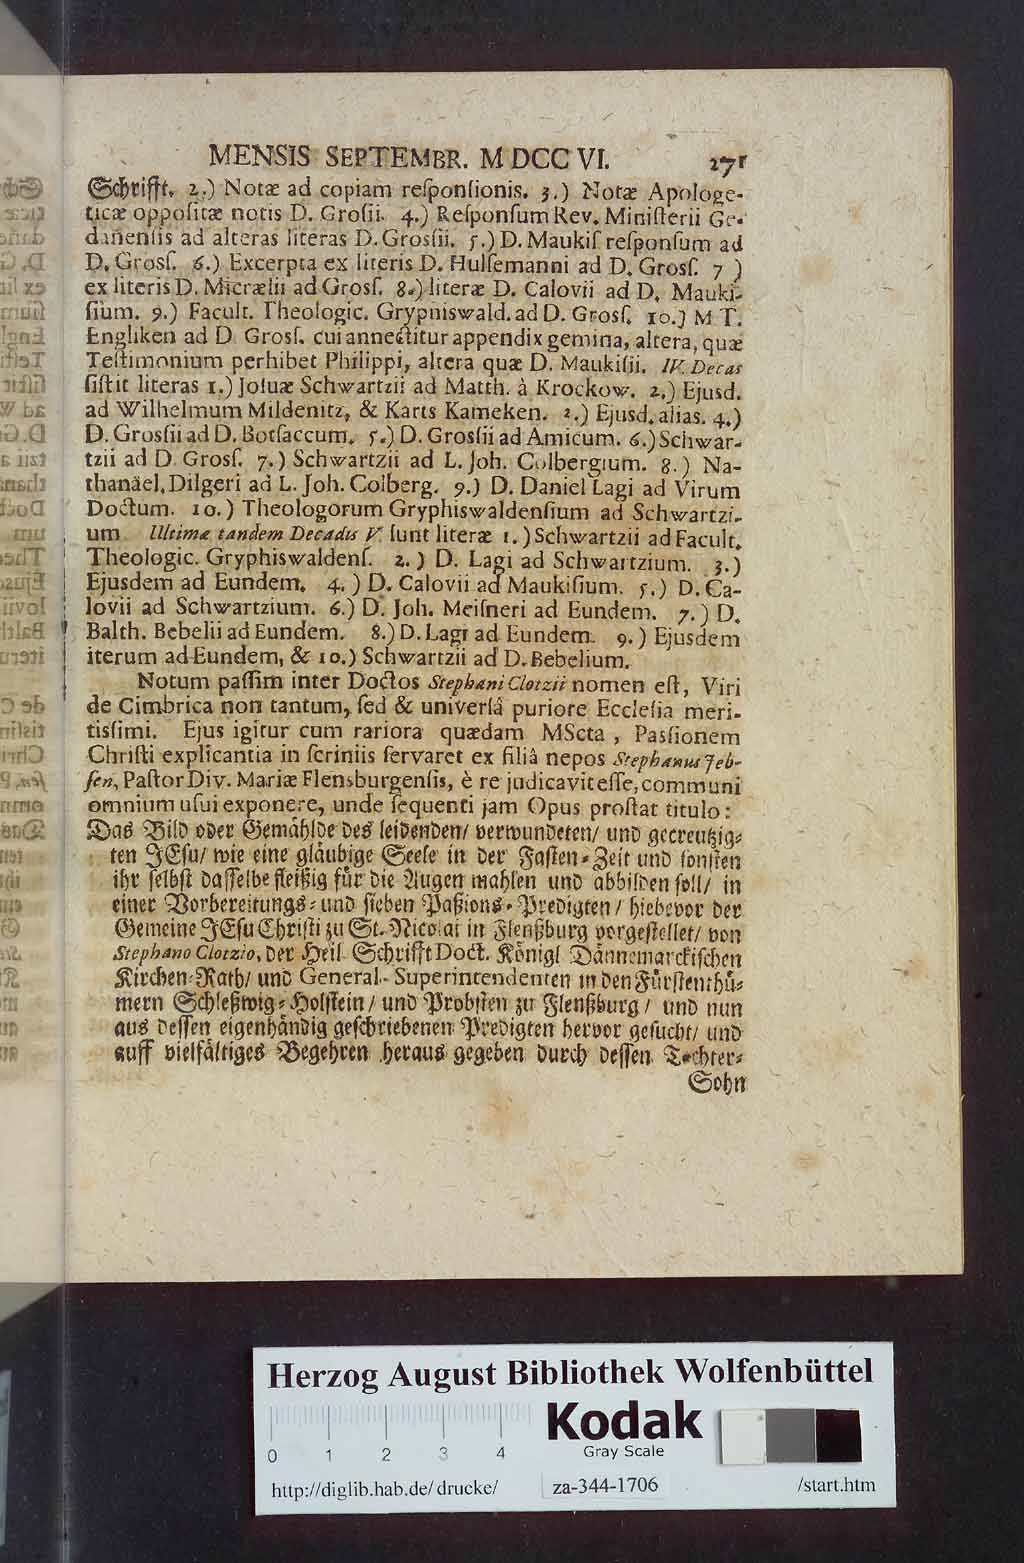 MENSIS SEPTEMBR. M DCC VI. 271
Schrifft. 2.) Notæ ad copiam reſponſionis. 3.) Notæ Apologe-
ticæ oppoſitæ notis D. Groſii. 4.) Reſponſum Rev. Miniſterii Ge-
dañenſis ad alteras literas D. Grosſii. 5.) D. Maukiſ reſponſum ad
D. Grosſ. 6.) Excerpta ex literis D. Hulſemanni ad D. Grosſ. 7 )
ex literis D. Micrælii ad Grosſ. 8.) literæ D. Calovii ad D. Mauki-
ſium. 9.) Facult. Theologic. Grypniswald. ad D. Grosſ. 10.) M T.
Engliken ad D. Grosſ. cui annectitur appendix gemina, altera, quæ
Teſtimonium perhibet Philippi, altera quæ D. Maukiſii. IV. Decas
ſiſtit literas 1.) Joſuæ Schwartzii ad Matth. à Krockow. 2.) Ejusd.
ad Wilhelmum Mildenitz, & Karts Kameken. 2.) Ejusd. alias. 4.)
D. Grosſii ad D. Botſaccum. 5.) D. Grosſii ad Amicum. 6.) Schwar-
tzii ad D. Grosſ. 7.) Schwartzii ad L. Joh. Colbergium. 8.) Na-
thanäel, Dilgeri ad L. Joh. Colberg. 9.) D. Daniel Lagi ad Virum
Doctum. 10.) Theologorum Gryphiswaldenſium ad Schwartzi-
um Ultimæ tandem Decadis V. ſunt literæ 1.) Schwartzii ad Facult.
Theologic. Gryphiswaldenſ. 2. ) D. Lagi ad Schwartzium. 3.)
Ejusdem ad Eundem. 4. ) D. Calovii ad Maukiſium. 5.) D. Ca-
lovii ad Schwartzium. 6.) D. Joh. Meiſneri ad Eundem. 7.) D.
Balth. Bebelii ad Eundem. 8.) D. Lagi ad Eundem. 9. ) Ejusdem
iterum ad Eundem, & 10.) Schwartzii ad D. Bebelium.
Notum paſſim inter Doctos Stephani Clotzii nomen eſt, Viri
de Cimbrica non tantum, ſed & univerſâ puriore Eccleſia meri-
tisſimi. Ejus igitur cum rariora quædam MScta , Pasſionem
Chriſti explicantia in ſcriniis ſervaret ex filiâ nepos Stephanus Jeb-
ſen, Paſtor Div. Mariæ Flensburgenſis, è re judicavit eſſe, communi
omnium uſui exponere, unde ſequenti jam Opus proſtat titulo:
Das Bild oder Gemählde des leidenden/ verwundeten/ und gecreutzig-
ten JEſu/ wie eine gläubige Seele in der Faſten-Zeit und ſonſten
ihr ſelbſt daſſelbe fleißig für die Augen mahlen und abbilden ſoll/ in
einer Vorbereitungs- und ſieben Paßions-Predigten/ hiebevor der
Gemeine JEſu Chriſti zu St. Nicolai in Flenßburg vorgeſtellet/ von
Stephano Clotzio, der Heil. Schrifft Doct. Königl Dännemarckiſchen
Kirchen-Rath/ und General-Superintendenten in den Fürſtenthü-
mern Schleßwig-Holſtein/ und Probſten zu Flenßburg/ und nun
aus deſſen eigenhändig geſchriebenen Predigten hervor geſucht/ und
auff vielfältiges Begehren heraus gegeben durch deſſen Tochter-
Sohn
Herzog August Bibliothek Wolfenbüttel
0 1 2 3 4
Kodak
Gray Scale
http://diglib.hab.de/ drucke/ za-344-1706 /start.htm